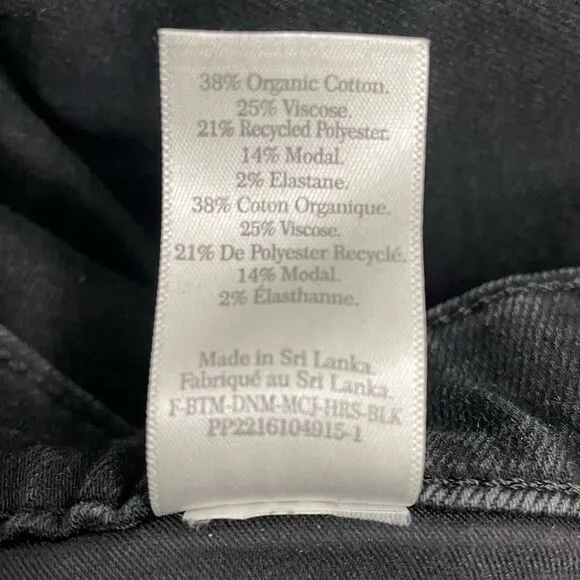 38% Organic Cotton.
25% Viscose.
21% Recycled Polyester.
14% Modal.
2% Elastane.
38% Coton Organique.
25% Viscose.
21% De Polyester Recyclé.
14% Modal.
2% Élasthanne.
Made in Sri Lanka.
Fabriqué au Sri Lanka.
F-BTM-DNM-MCJ-HRS-BLK
PP2216104915-1